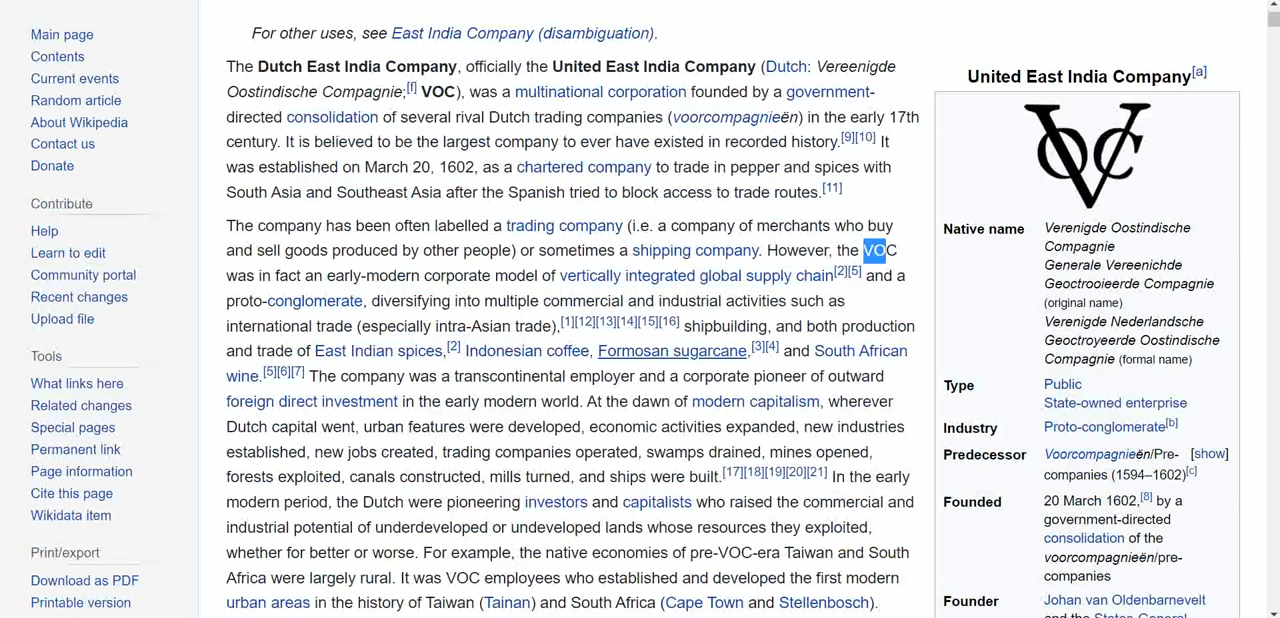 Main page
Contents
Current events
Random article
About Wikipedia
Contact us
Donate
Contribute
Help
Learn to edit
Community portal
Recent changes
Upload file
Tools
What links here
Related changes
Special pages
Permanent link
Page information
Cite this page
Wikidata item
Print/export
Download as PDF
Printable version
For other uses, see East India Company (disambiguation).
The Dutch East India Company, officially the United East India Company (Dutch: Vereenigde
Oostindische Compagnie;[f] VOC), was a multinational corporation founded by a government-
directed consolidation of several rival Dutch trading companies (voorcompagnieën) in the early 17th
century. It is believed to be the largest company to ever have existed in recorded history.[9][10] It
was established on March 20, 1602, as a chartered company to trade in pepper and spices with
South Asia and Southeast Asia after the Spanish tried to block access to trade routes.[11]
The company has been often labelled a trading company (i.e. a company of merchants who buy
and sell goods produced by other people) or sometimes a shipping company. However, the VOC
was in fact an early-modern corporate model of vertically integrated global supply chain[2][5] and a
proto-conglomerate, diversifying into multiple commercial and industrial activities such as
international trade (especially intra-Asian trade),[1][12][13][14][15][16] shipbuilding, and both production
and trade of East Indian spices,[2] Indonesian coffee, Formosan sugarcane,[3][4] and South African
wine.[5][6][7] The company was a transcontinental employer and a corporate pioneer of outward
foreign direct investment in the early modern world. At the dawn of modern capitalism, wherever
Dutch capital went, urban features were developed, economic activities expanded, new industries
established, new jobs created, trading companies operated, swamps drained, mines opened,
forests exploited, canals constructed, mills turned, and ships were built.[17][18][19][20][21] In the early
modern period, the Dutch were pioneering investors and capitalists who raised the commercial and
industrial potential of underdeveloped or undeveloped lands whose resources they exploited,
whether for better or worse. For example, the native economies of pre-VOC-era Taiwan and South
Africa were largely rural. It was VOC employees who established and developed the first modern
urban areas in the history of Taiwan (Tainan) and South Africa (Cape Town and Stellenbosch).
United East India Company[a]
VOC
Native name Verenigde Oostindische
Compagnie
Generale Vereenichde
Geoctrooieerde Compagnie
(original name)
Verenigde Nederlandsche
Geoctroyeerde Oostindische
Compagnie (formal name)
Type Public
State-owned enterprise
Industry Proto-conglomerate[b]
Predecessor Voorcompagnieën/Pre- [show]
companies (1594–1602)[c]
Founded 20 March 1602,[8] by a
government-directed
consolidation of the
voorcompagnieën/pre-
companies
Founder Johan van Oldenbarnevelt
and the States-General